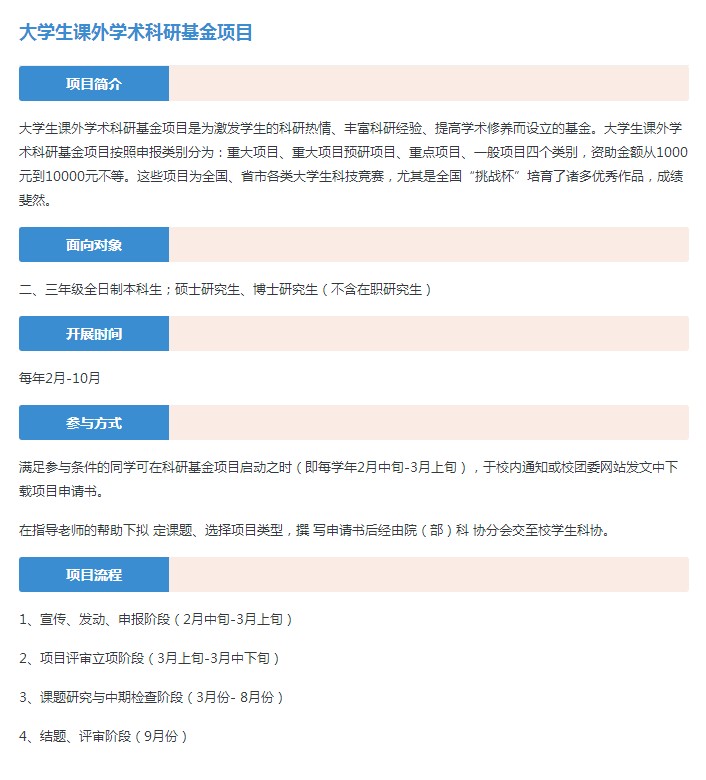 大学生课外学术科研基金项目
项目简介
大学生课外学术科研基金项目是为激发学生的科研热情、丰富科研经验、提高学术修养而设立的基金。大学生课外学
术科研基金项目按照申报类别分为：重大项目、重大项目预研项目、重点项目、一般项目四个类别，资助金额从1000
元到10000元不等。这些项目为全国、省市各类大学生科技竞赛，尤其是全国“挑战杯”培育了诸多优秀作品，成绩
斐然。
面向对象
二、三年级全日制本科生；硕士研究生、博士研究生（不含在职研究生）
开展时间
每年2月-10月
参与方式
满足参与条件的同学可在科研基金项目启动之时（即每学年2月中旬-3月上旬），于校内通知或校团委网站发文中下
载项目申请书。
在指导老师的帮助下拟 定课题、选择项目类型，撰 写申请书后经由院（部）科 协分会交至校学生科协。
项目流程
1、宣传、发动、申报阶段（2月中旬-3月上旬）
2、项目评审立项阶段（3月上旬-3月中下旬）
3、课题研究与中期检查阶段（3月份- 8月份）
4、结题、评审阶段（9月份）